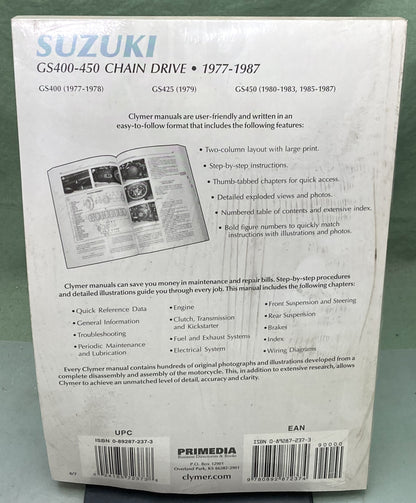 SUZUKI
GS400-450 CHAIN DRIVE • 1977-1987
GS400 (1977-1978) GS425 (1979) GS450 (1980-1983, 1985-1987)
Clymer manuals are user-friendly and written in an
easy-to-follow format that includes the following features:
• Two-column layout with large print.
• Step-by-step instructions.
• Thumb-tabbed chapters for quick access.
• Detailed exploded views and photos.
• Numbered table of contents and extensive index.
• Bold figure numbers to quickly match
instructions with illustrations and photos.
Clymer manuals can save you money in maintenance and repair bills. Step-by-step procedures
and detailed illustrations guide you through every job. This manual includes the following chapters:
• Quick Reference Data
• General Information
• Troubleshooting
• Periodic Maintenance
and Lubrication
• Engine
• Clutch, Transmission
and Kickstarter
• Fuel and Exhaust Systems
• Electrical System
• Front Suspension and Steering
• Rear Suspension
• Brakes
• Index
• Wiring Diagrams
Every Clymer manual contains hundreds of original photographs and illustrations developed from a
complete disassembly and assembly of the motorcycle. This, in addition to extensive research, allows
Clymer to achieve an unmatched level of detail, accuracy and clarity.
UPC
ISBN 0-89287-237-3
PRIMEDIA
Business Directories & Books
P.O. Box 12901
Overland Park, KS 66282-2901
clymer.com
EAN
ISBN 0-89287-237-3
90000
9 780892 872374